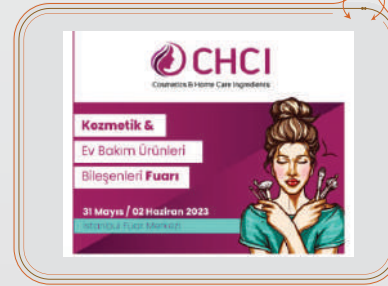 CHCI
Cosmetics & Home Care Ingredients
Kozmetik &
Ev Bakım Ürünleri
Bileşenleri Fuarı
31 Mayıs / 02 Haziran 2023
İstanbul Fuar Merkezi